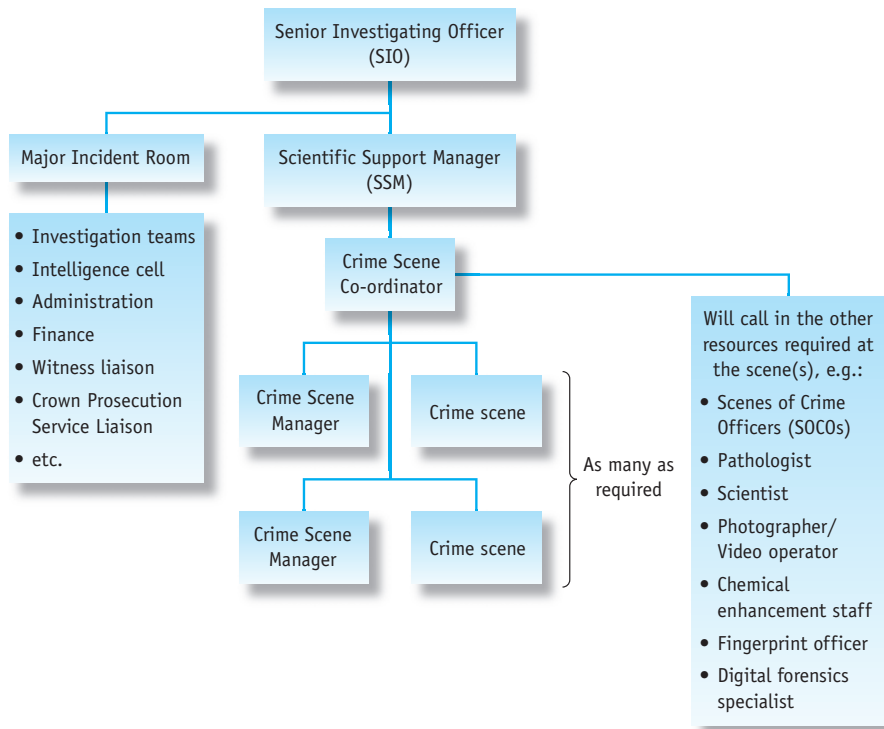 Senior Investigating Officer
(SIO)
Major Incident Room
Scientific Support Manager
(SSM)
• Investigation teams
• Intelligence cell
• Administration
• Finance
• Witness liaison
• Crown Prosecution
Service Liaison
• etc.
Crime Scene
Co-ordinator
Will call in the other
resources required at
the scene(s), e.g.:
• Scenes of Crime
Officers (SOCOs)
• Pathologist
• Scientist
• Photographer/
Video operator
• Chemical
enhancement staff
• Fingerprint officer
• Digital forensics
specialist
Crime Scene
Manager
Crime scene
As many as
required
Crime Scene
Manager
Crime scene